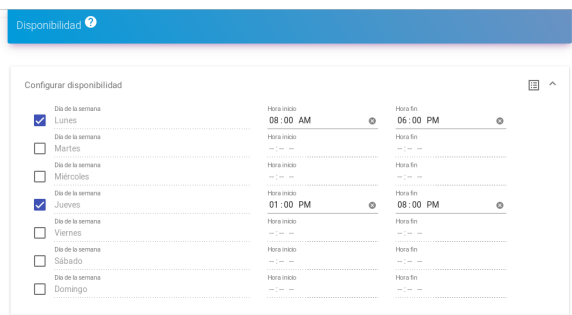 Disponibilidad ?
Configurar disponibilidad
Día de la semana Hora inicio Hora fin
Lunes 08:00 AM 06:00 PM
Día de la semana Hora inicio Hora fin
Martes --:-- --  --:-- --
Día de la semana Hora inicio Hora fin
Miércoles --:-- --  --:-- --
Día de la semana Hora inicio Hora fin
Jueves 01:00 PM 08:00 PM
Día de la semana Hora inicio Hora fin
Viernes --:-- --  --:-- --
Día de la semana Hora inicio Hora fin
Sábado --:-- --  --:-- --
Día de la semana Hora inicio Hora fin
Domingo --:-- --  --:-- --